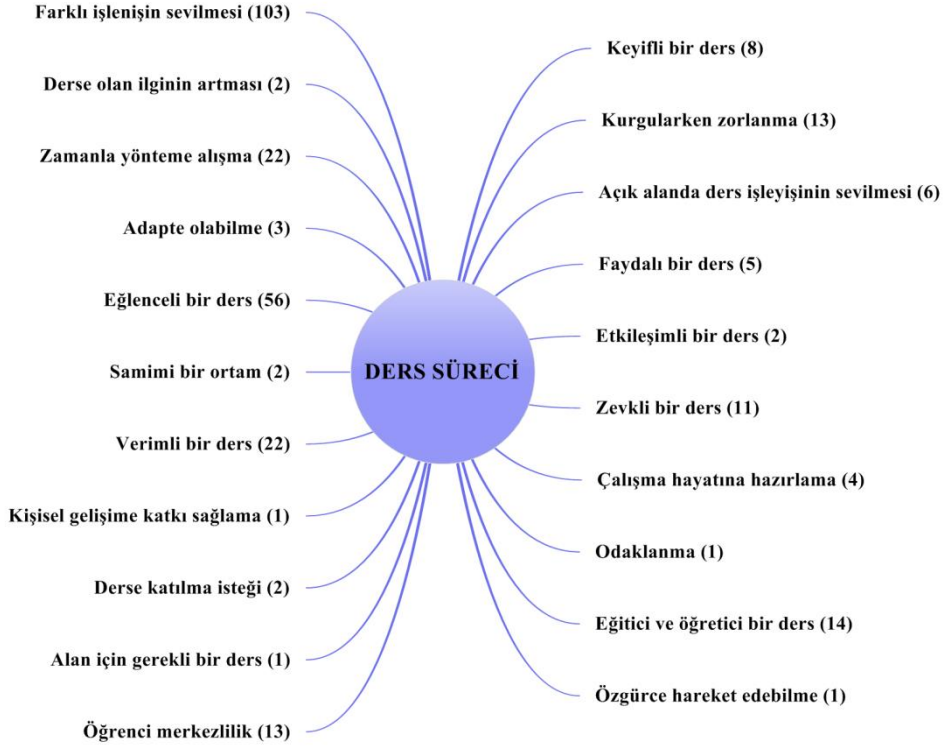 Farklı işlenişin sevilmesi (103)
Derse olan ilginin artması (2)
Zamanla yönteme alışma (22)
Adapte olabilme (3)
Eğlenceli bir ders (56)
Samimi bir ortam (2)
Verimli bir ders (22)
Kişisel gelişime katkı sağlama (1)
Derse katılma isteği (2)
Alan için gerekli bir ders (1)
Öğrenci merkezlilik (13)
DERS SÜRECİ
Keyifli bir ders (8)
Kurgularken zorlanma (13)
Açık alanda ders işleyişinin sevilmesi (6)
Faydalı bir ders (5)
Etkileşimli bir ders (2)
Zevkli bir ders (11)
Çalışma hayatına hazırlama (4)
Odaklanma (1)
Eğitici ve öğretici bir ders (14)
Özgürce hareket edebilme (1)